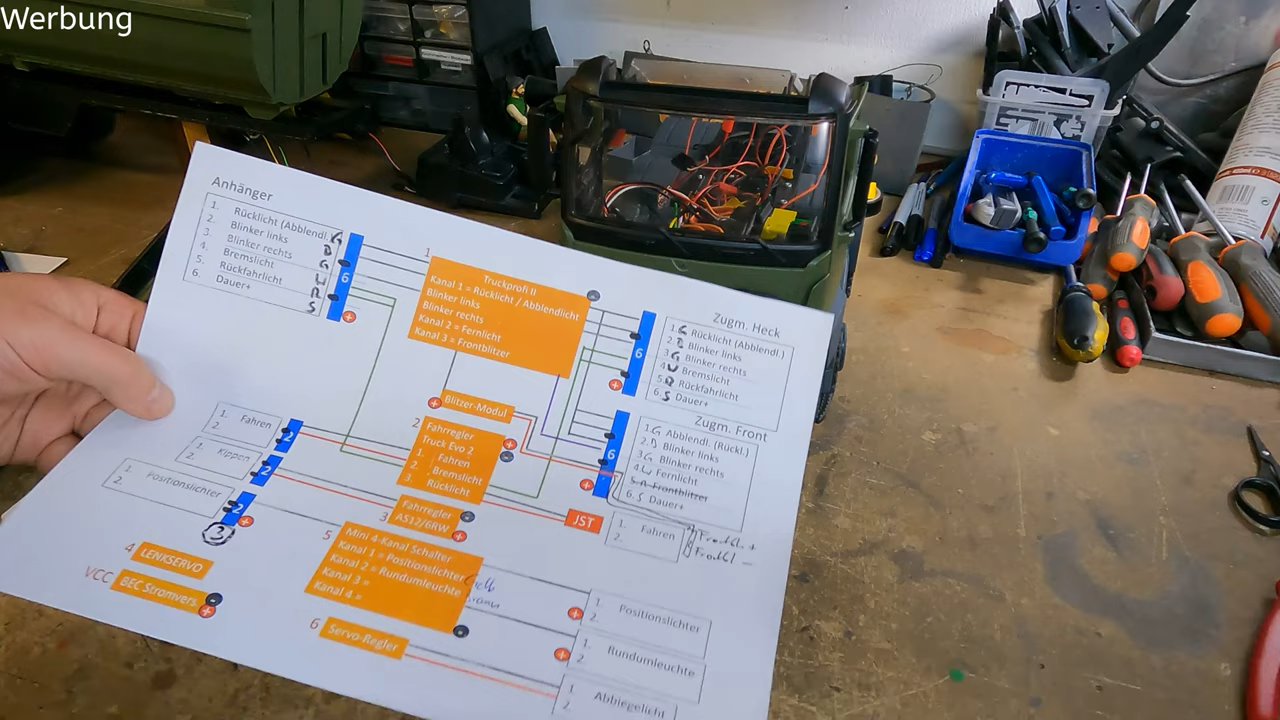 Werbung
Anhänger
1. Rücklicht (Abblendl.) G
2. Blinker links B
3. Blinker rechts G
4. Bremslicht W
5. Rückfahrlicht R
6. Dauer+ S
6
1
Truckprofi II
Kanal 1 = Rücklicht / Abblendlicht
Blinker links
Blinker rechts
Kanal 2 = Fernlicht
Kanal 3 = Frontblitzer
6
Zugm. Heck
1. G Rücklicht (Abblendl.)
2. B Blinker links
3. G Blinker rechts
4. W Bremslicht
5. R Rückfahrlicht
6. S Dauer+
Blitzer-Modul
6
Zugm. Front
1. G Abblendl. (Rückl.)
2. B Blinker links
3. G Blinker rechts
4. W Fernlicht
5. R Frontblitzer
6. S Dauer+
1. Fahren
2.
2
1. Kippen
2.
2
1. Positionslichter
2.
2
2
2
Fahrregler
Truck Evo 2
1. Fahren
2. Bremslicht
3. Rücklicht
3
Fahrregler
AS12/6RW
JST
1. Fahren
2.
Frontbl. +
Frontbl -
4
LENKSERVO
VCC
BEC Stromvers.
5
Mini 4-Kanal Schalter
Kanal 1 = Positionslichter
Kanal 2 = Rundumleuchte
Kanal 3 =
Kanal 4 =
Gelb
1. Positionslichter
2.
6
Servo-Regler
1. Rundumleuchte
2.
1. Abbiegelicht
2.